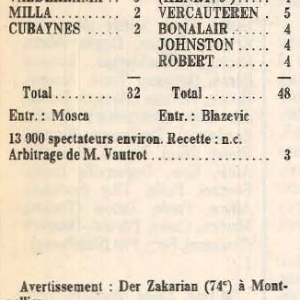 MILLA ........ 2 VERCAUTEREN . 5
CUBAYNES .... 2 BONALAIR ..... 4
JOHNSTON .... 4
ROBERT ........ 4
Total ......... 32 Total ......... 48
Entr. : Mosca Entr. : Blazevic
13 000 spectateurs environ. Recette : n.c.
Arbitrage de M. Vautrot .................. 3
Avertissement : Der Zakarian (74e) à Mont-